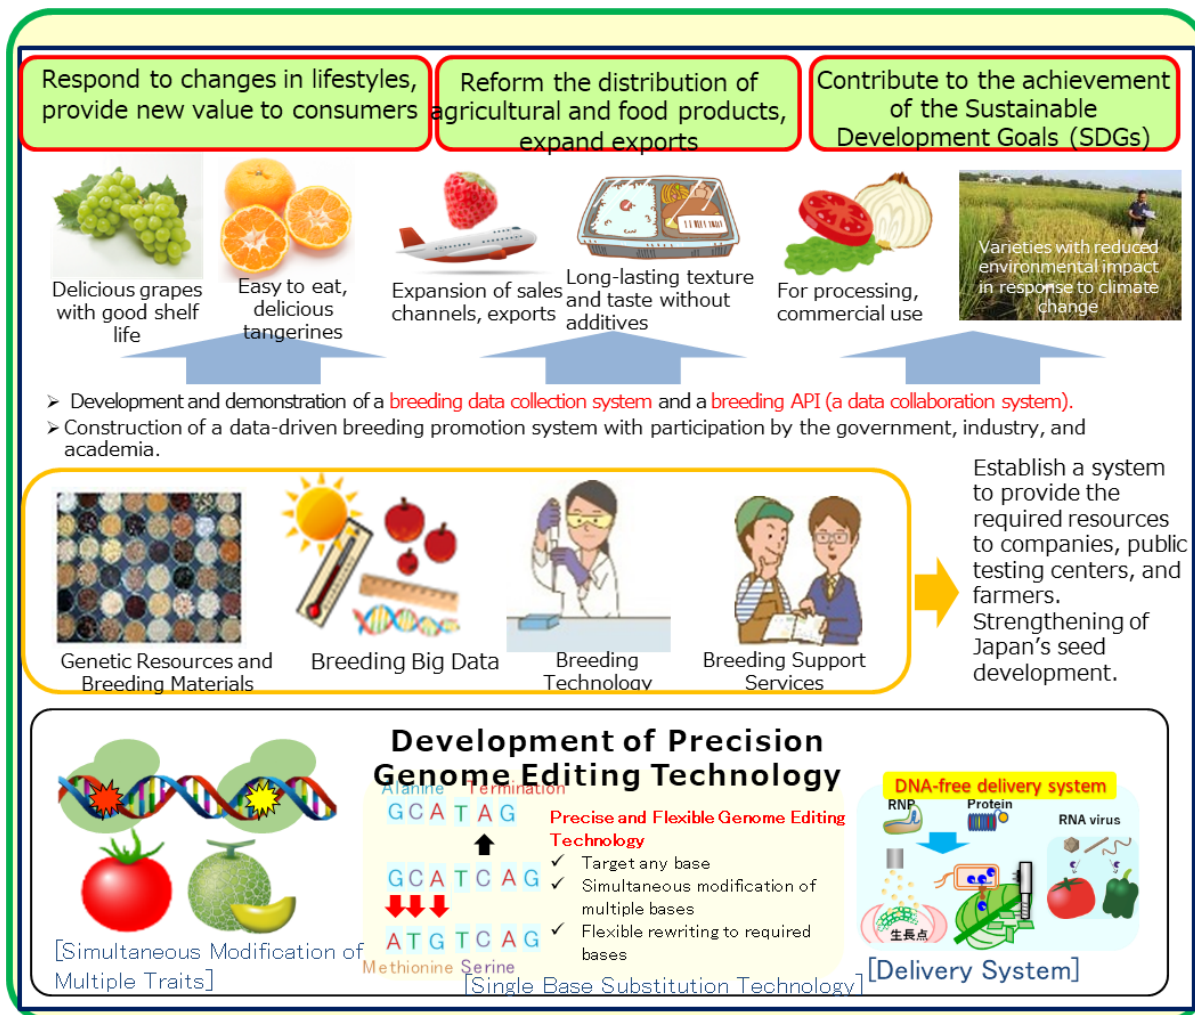 Respond to changes in lifestyles,
provide new value to consumers
Reform the distribution of
agricultural and food products,
expand exports
Contribute to the achievement
of the Sustainable
Development Goals (SDGs)
Delicious grapes
with good shelf
life
Easy to eat,
delicious
tangerines
Expansion of sales
channels, exports
Long-lasting texture
and taste without
additives
For processing,
commercial use
Varieties with reduced
environmental impact
in response to climate
change
➢ Development and demonstration of a breeding data collection system and a breeding API (a data collaboration system).
➢ Construction of a data-driven breeding promotion system with participation by the government, industry, and
academia.
Genetic Resources and
Breeding Materials
Breeding Big Data
Breeding
Technology
Breeding Support
Services
Establish a system
to provide the
required resources
to companies, public
testing centers, and
farmers.
Strengthening of
Japan's seed
development.
Development of Precision
Genome Editing Technology
[Simultaneous Modification of
Multiple Traits]
Alanine Termination
G C A T A G
G C A T C A G
A T G T C A G
Methionine Serine
Precise and Flexible Genome Editing
Technology
✓ Target any base
✓ Simultaneous modification of
multiple bases
✓ Flexible rewriting to required
bases
[Single Base Substitution Technology]
DNA-free delivery system
RNP
Protein
RNA virus
生長点
[Delivery System]